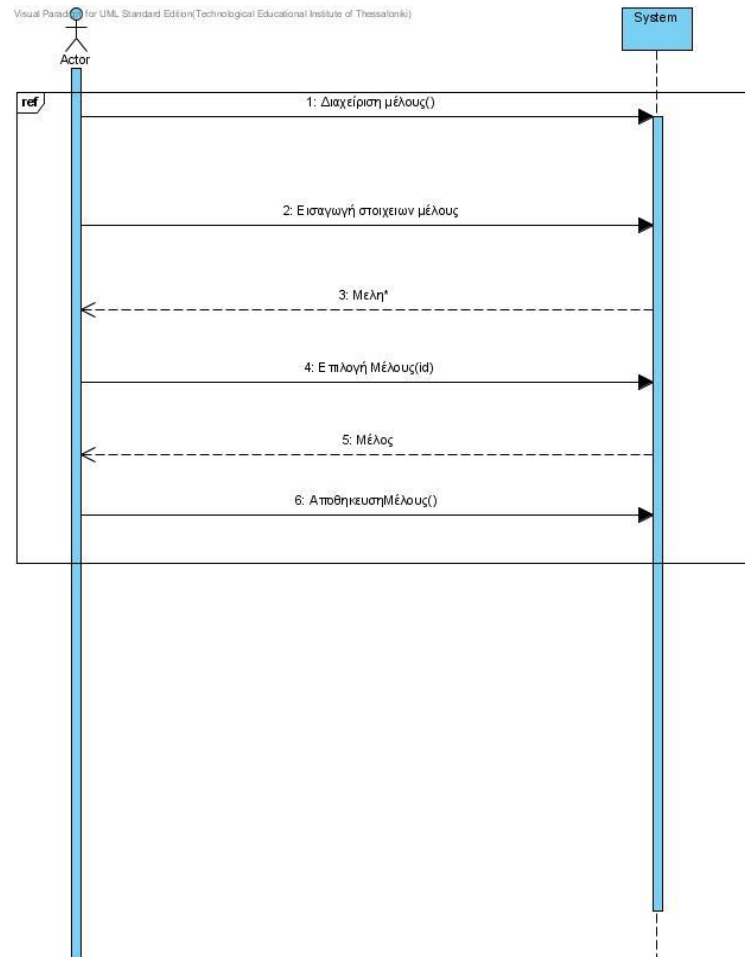 Visual Paradigm for UML Standard Edition(Technological Educational Institute of Thessaloniki)
System
Actor
ref
1: Διαχείριση μέλους()
2: Εισαγωγή στοιχειων μέλους
3: Μελη*
4: Επιλογή Μέλους(id)
5: Μέλος
6: ΑποθηκευσηΜέλους()